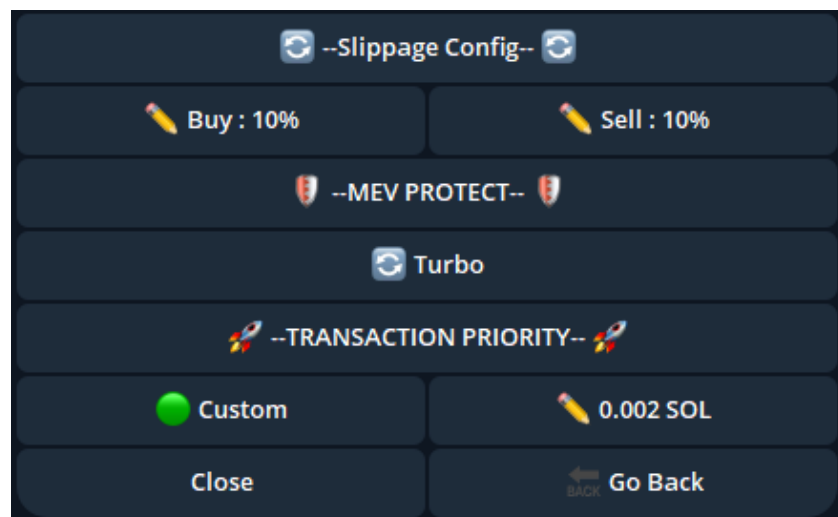 🔄 --Slippage Config-- 🔄
✏️ Buy : 10%
✏️ Sell : 10%
--MEV PROTECT--
🔄 Turbo
🚀 --TRANSACTION PRIORITY-- 🚀
🟢 Custom
✏️ 0.002 SOL
Close
BACK Go Back